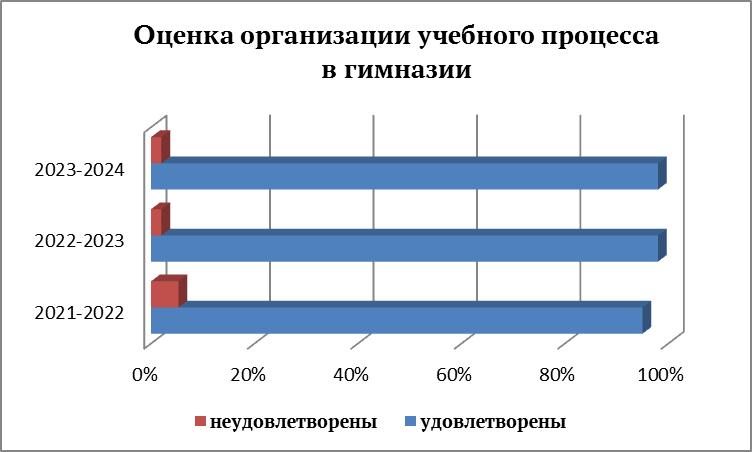 Оценка организации учебного процесса
в гимназии
2023-2024
2022-2023
2021-2022
0% 20% 40% 60% 80% 100%
неудовлетворены удовлетворены